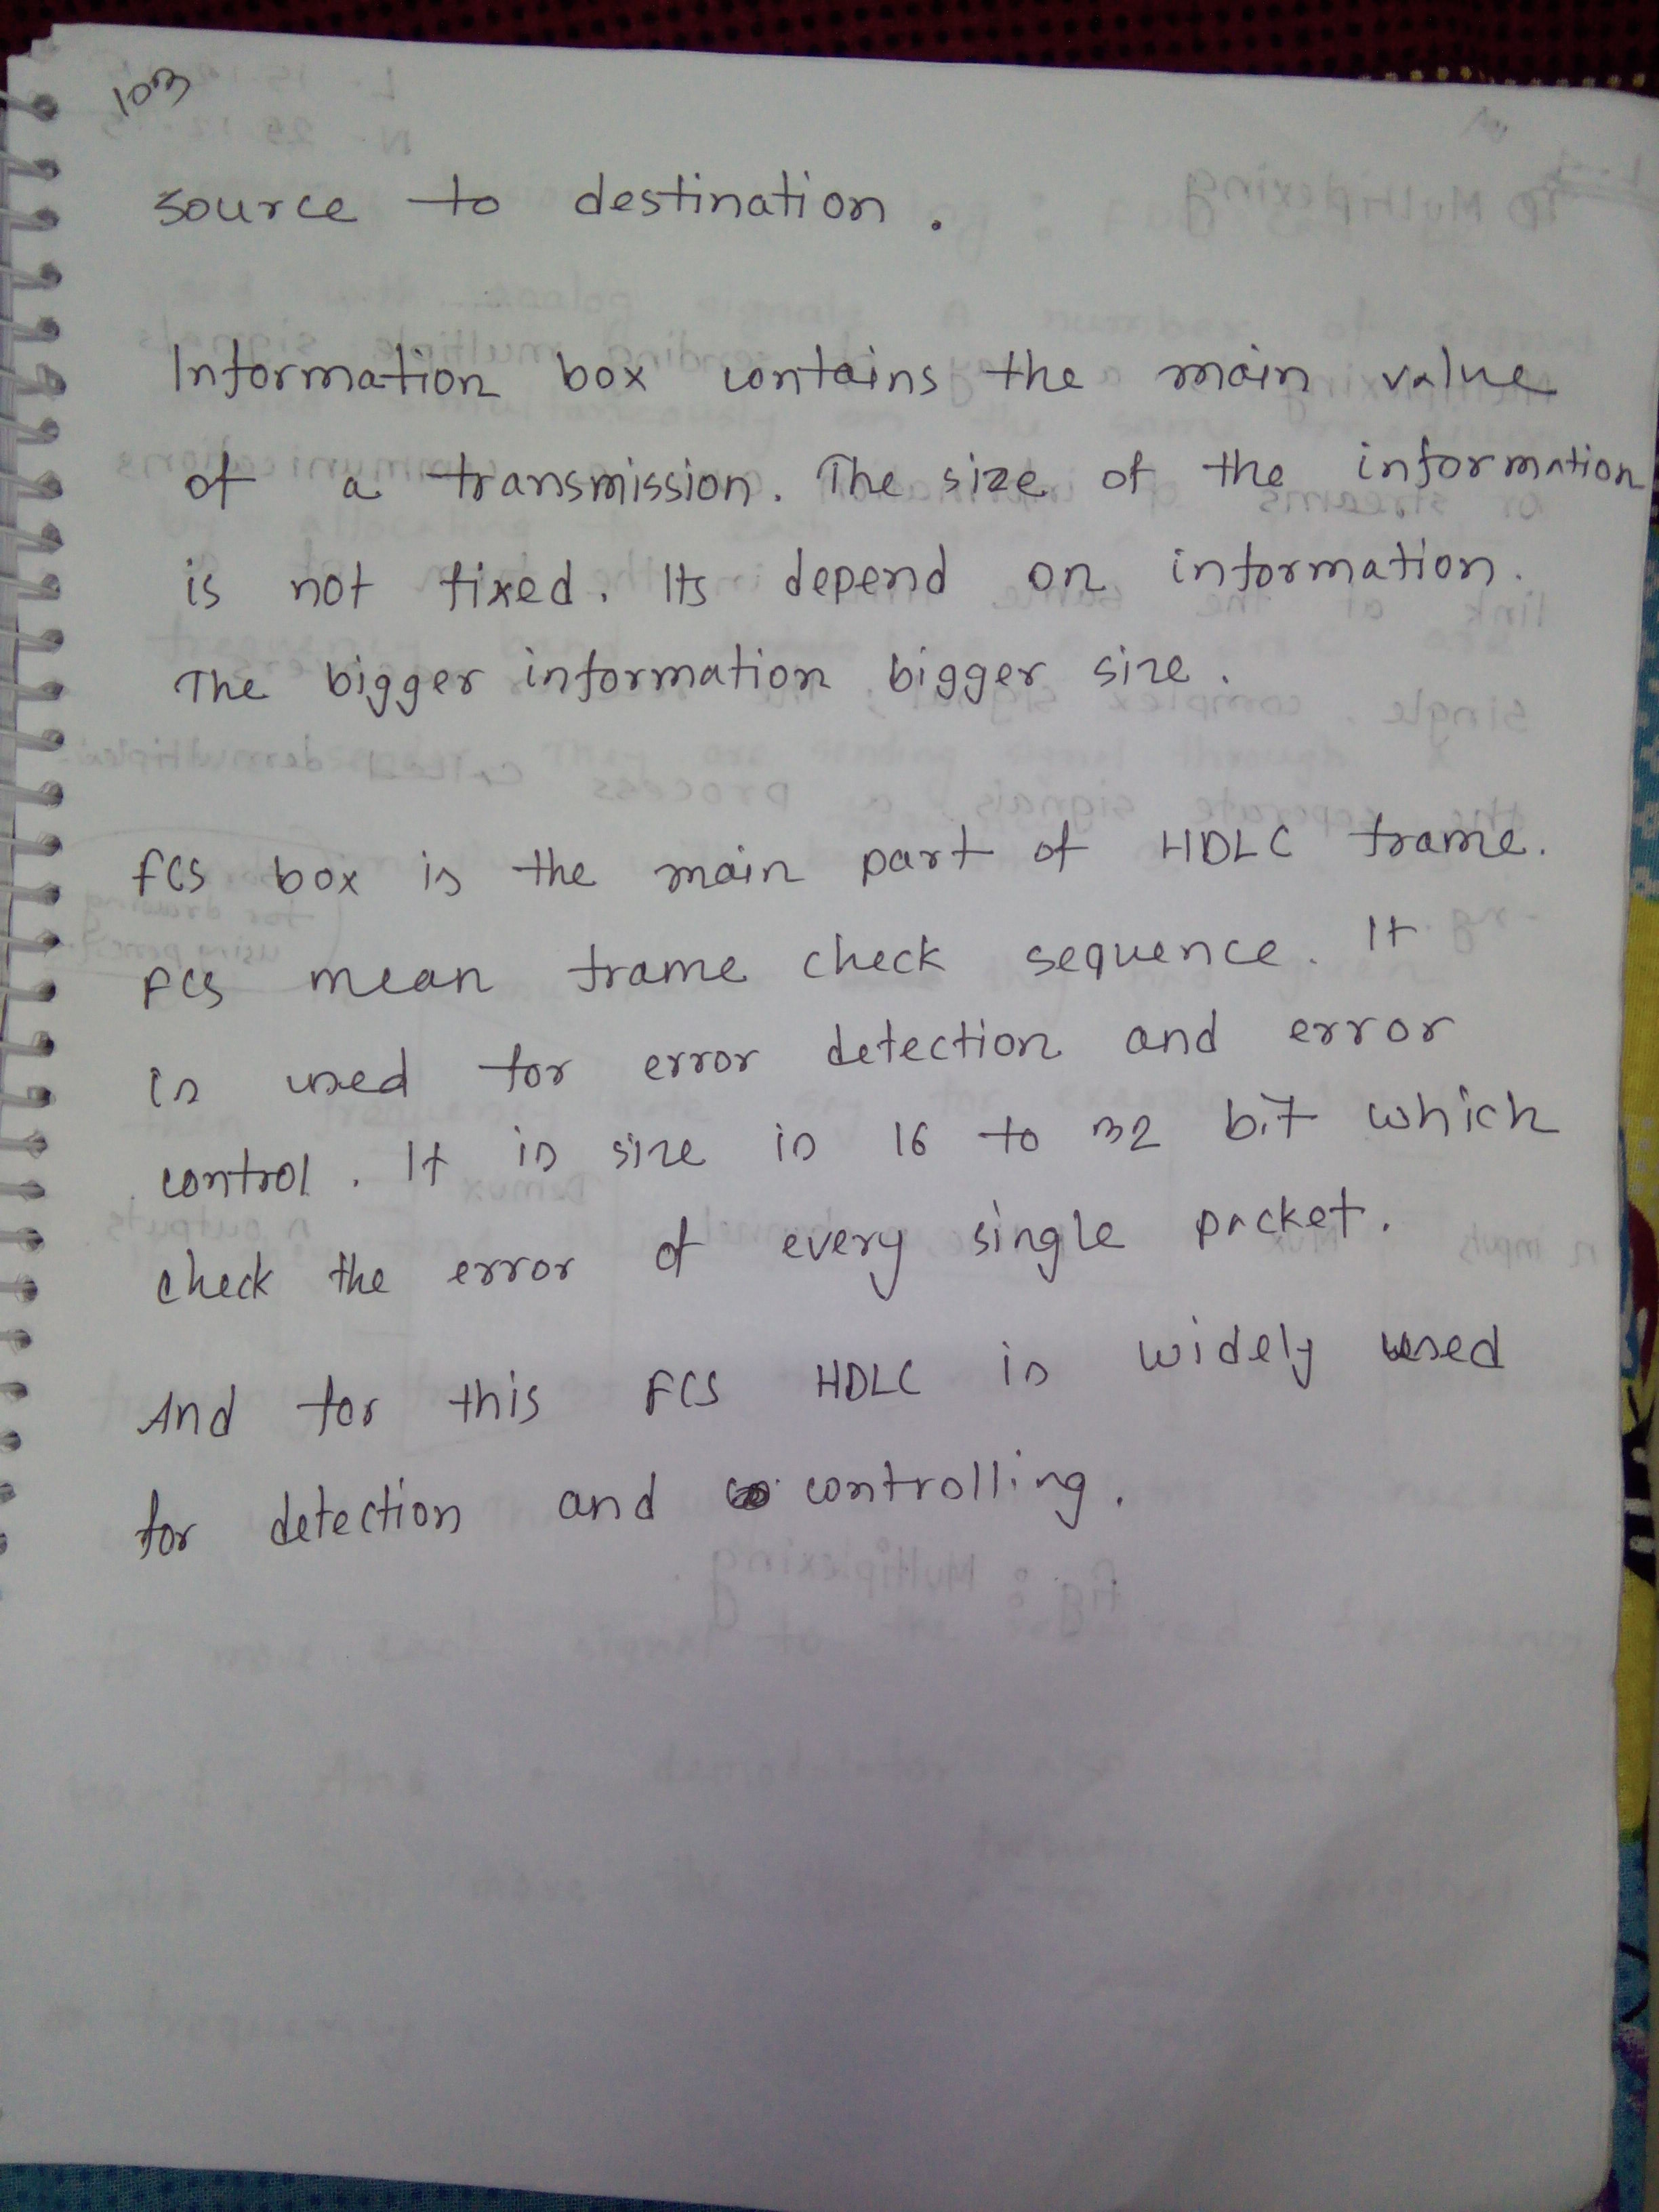 103
source to destination.
Information box contains the main value
of a transmission. The size of the information
is not fixed. Its depend on information.
The bigger information bigger size.
FCS box is the main part of HDLC frame.
FCS mean frame check sequence. It
is used for error detection and error
control. It is size is 16 to 32 bit which
check the error of every single packet.
And for this FCS HDLC is widely used
for detection and controlling.